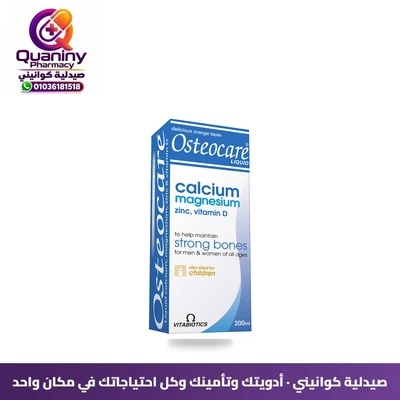 Quaniny
Pharmacy
صيدلية كوانيني
01036181518
delicious orange taste
Osteocare®
LIQUID
calcium
magnesium
zinc, vitamin D
to help maintain
strong bones
for men & women of all ages
also ideal for
children
VITABIOTICS
200ml
Osteocare
صيدلية كوانيني · أدويتك وتأمينك وكل احتياجاتك في مكان واحد